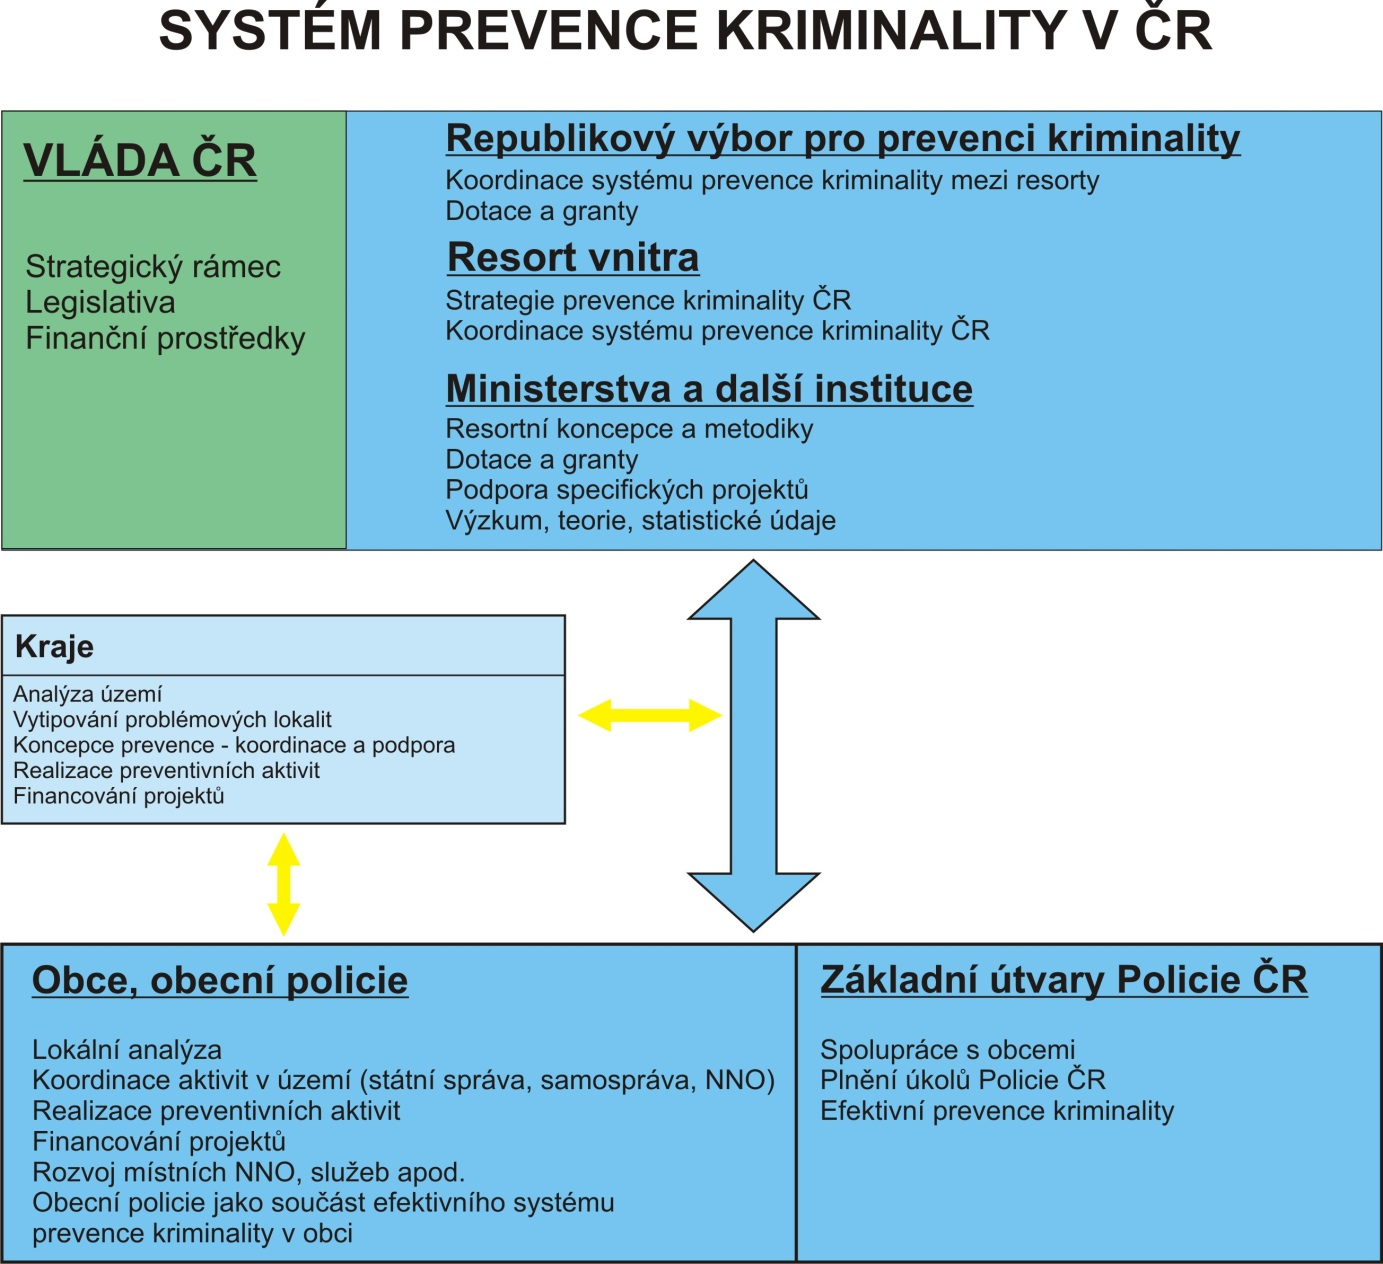 SYSTÉM PREVENCE KRIMINALITY V ČR
VLÁDA ČR
Strategický rámec
Legislativa
Finanční prostředky
Republikový výbor pro prevenci kriminality
Koordinace systému prevence kriminality mezi resorty
Dotace a granty
Resort vnitra
Strategie prevence kriminality ČR
Koordinace systému prevence kriminality ČR
Ministerstva a další instituce
Resortní koncepce a metodiky
Dotace a granty
Podpora specifických projektů
Výzkum, teorie, statistické údaje
Kraje
Analýza území
Vytipování problémových lokalit
Koncepce prevence - koordinace a podpora
Realizace preventivních aktivit
Financování projektů
Obce, obecní policie
Lokální analýza
Koordinace aktivit v území (státní správa, samospráva, NNO)
Realizace preventivních aktivit
Financování projektů
Rozvoj místních NNO, služeb apod.
Obecní policie jako součást efektivního systému
prevence kriminality v obci
Základní útvary Policie ČR
Spolupráce s obcemi
Plnění úkolů Policie ČR
Efektivní prevence kriminality